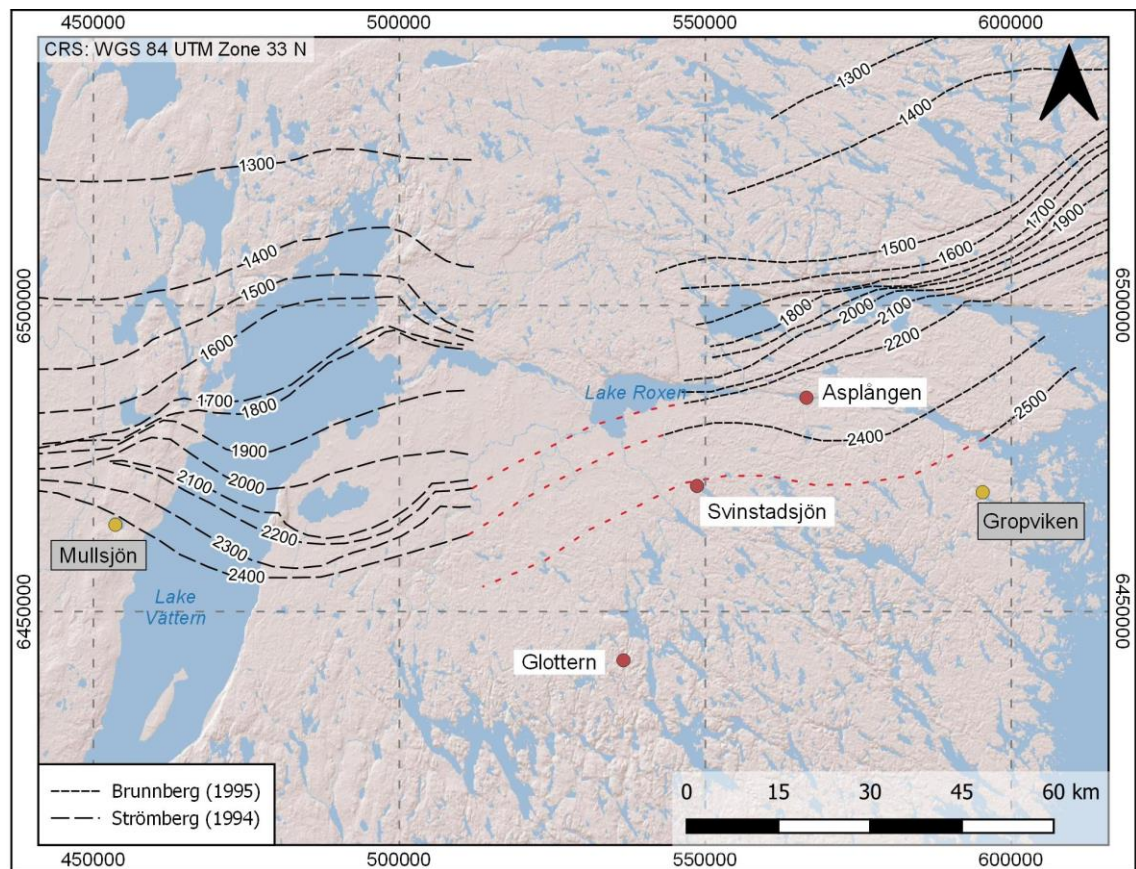 450000 500000 550000 600000
CRS: WGS 84 UTM Zone 33 N
1300
1400
1300
1400
1500
1600
1700
1800
1900
2000
2100
2200
2300
2400
1500
1600
1700
1900
1800
2000
2100
2200
2400
2500
6500000
6500000
6450000
6450000
Lake Roxen
Asplången
Svinstadsjön
Gropviken
Mullsjön
Lake
Vättern
Glottern
Brunnberg (1995)
Strömberg (1994)
0 15 30 45 60 km
450000 500000 550000 600000